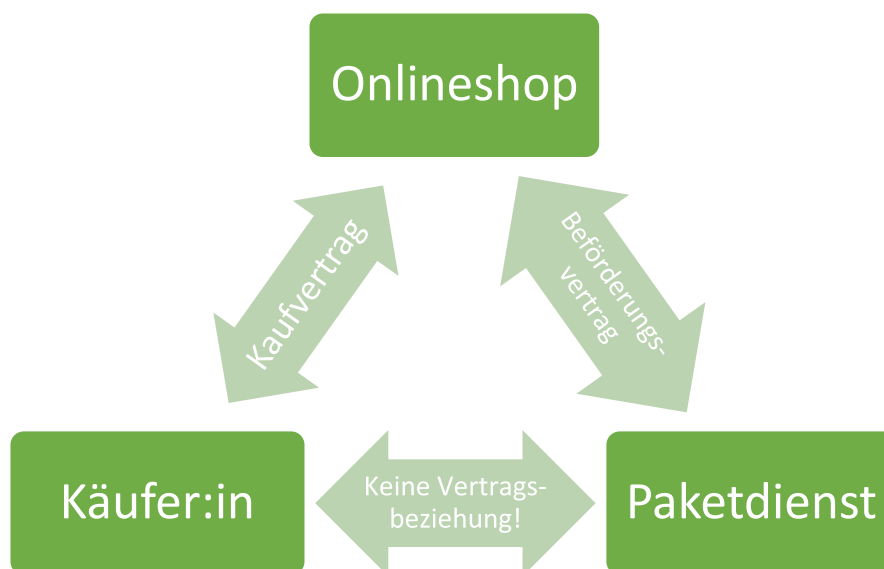 Onlineshop
Kaufvertrag
Beförderungs-
vertrag
Käufer:in
Keine Vertrags-
beziehung!
Paketdienst